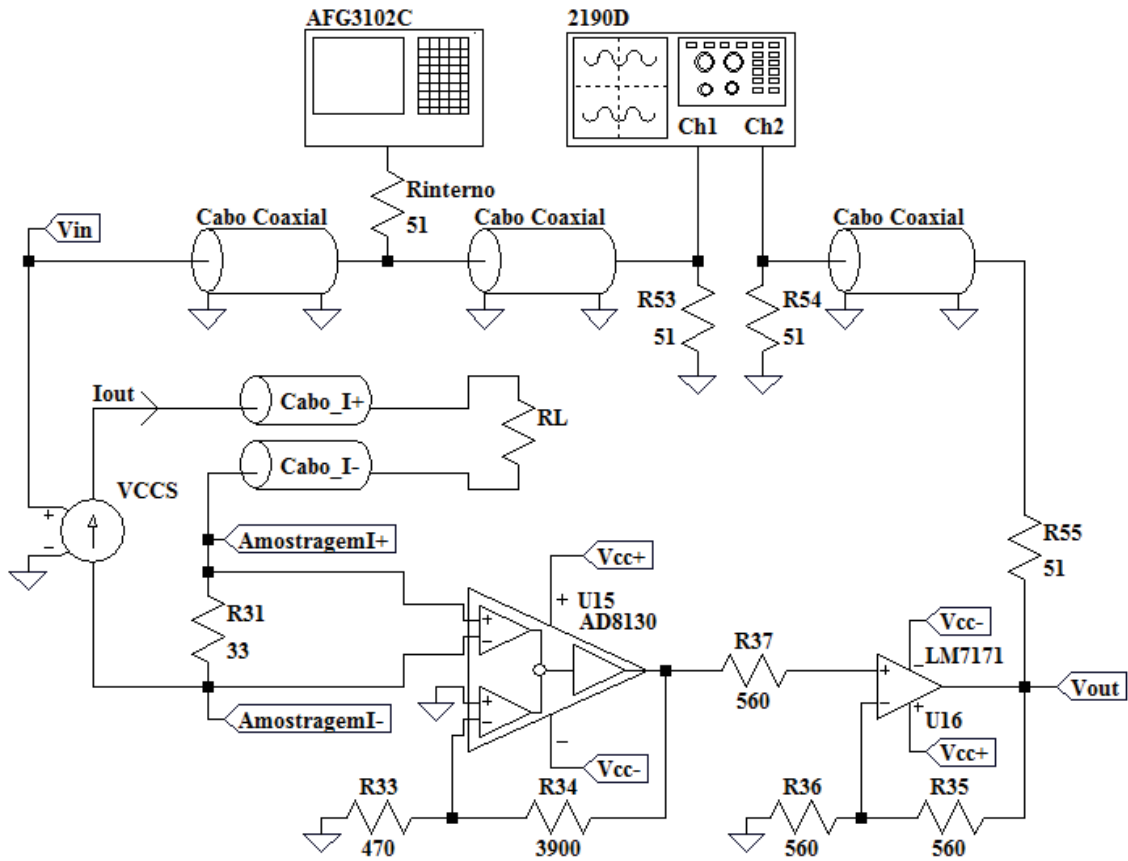 AFG3102C
2190D
Ch1
Ch2
Rinterno
51
Cabo Coaxial
Cabo Coaxial
Cabo Coaxial
Vin
R53
51
R54
51
Iout
Cabo_I+
RL
Cabo_I-
VCCS
+
-
AmostragemI+
R55
51
Vcc+
+
U15
AD8130
R31
33
+
-
+
-
R37
560
Vcc-
+
-
-
LM7171
Vout
+
U16
AmostragemI-
-
Vcc-
Vcc+
R33
470
R34
3900
R36
560
R35
560